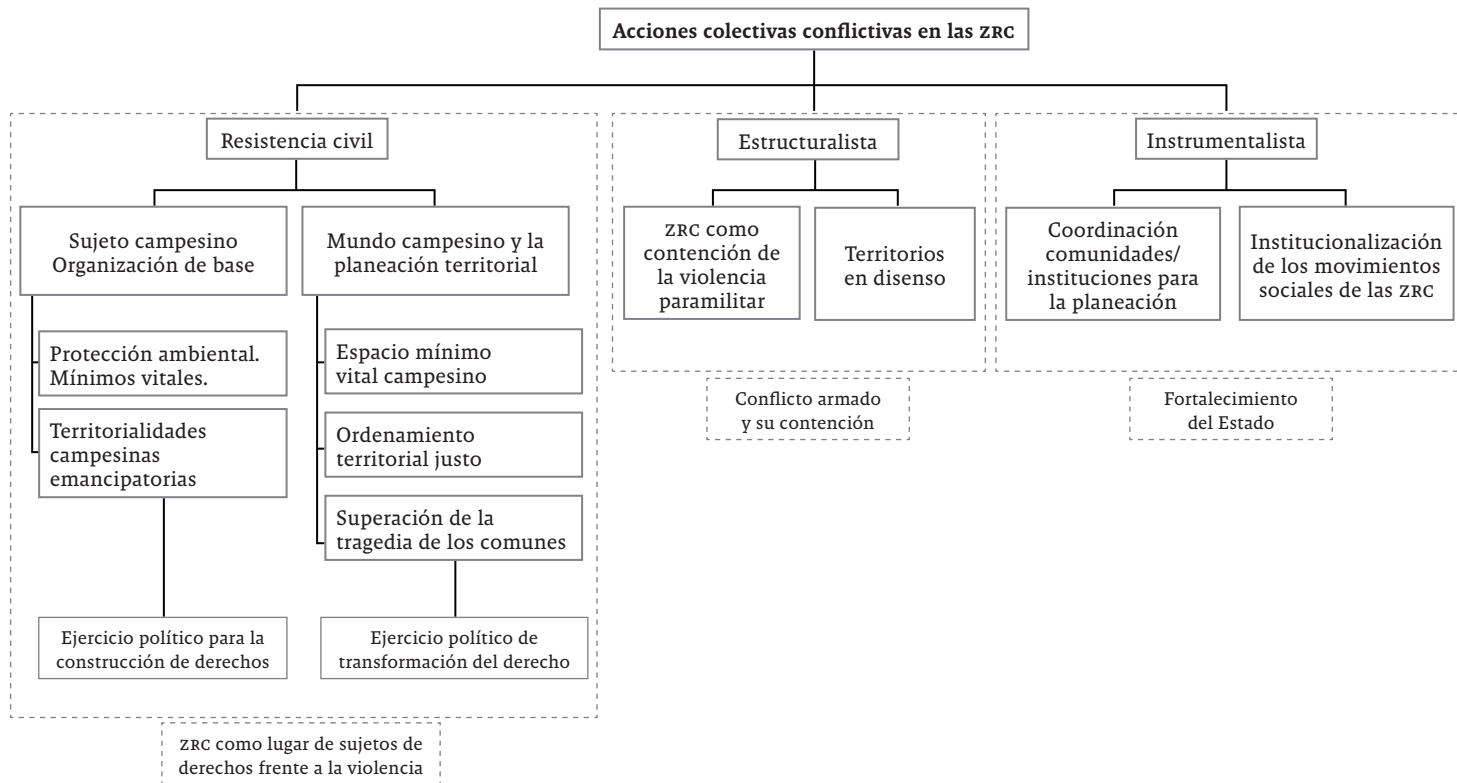 Acciones colectivas conflictivas en las ZRC
Resistencia civil
Sujeto campesino
Organización de base
Protección ambiental.
Mínimos vitales.
Territorialidades
campesinas
emancipatorias
Ejercicio político para la
construcción de derechos
Mundo campesino y la
planeación territorial
Espacio mínimo
vital campesino
Ordenamiento
territorial justo
Superación de la
tragedia de los comunes
Ejercicio político de
transformación del derecho
ZRC como lugar de sujetos de
derechos frente a la violencia
Estructuralista
ZRC como
contención de
la violencia
paramilitar
Territorios
en disenso
Conflicto armado
y su contención
Instrumentalista
Coordinación
comunidades/
instituciones para
la planeación
Institucionalización
de los movimientos
sociales de las ZRC
Fortalecimiento
del Estado